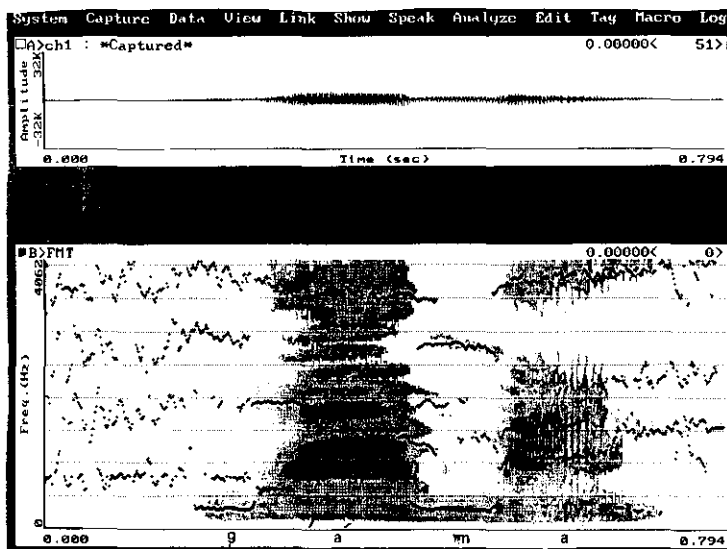 System Capture Data View Link Show Speak Analyze Edit Tag Macro Log
A>ch1 : *Captured* 0.00000< 51>
Amplitude
32K
-32K
0.000 Time (sec) 0.794
B>FMT 0.00000< 0>
Freq.(Hz)
4062
0
0.000 g a m a 0.794